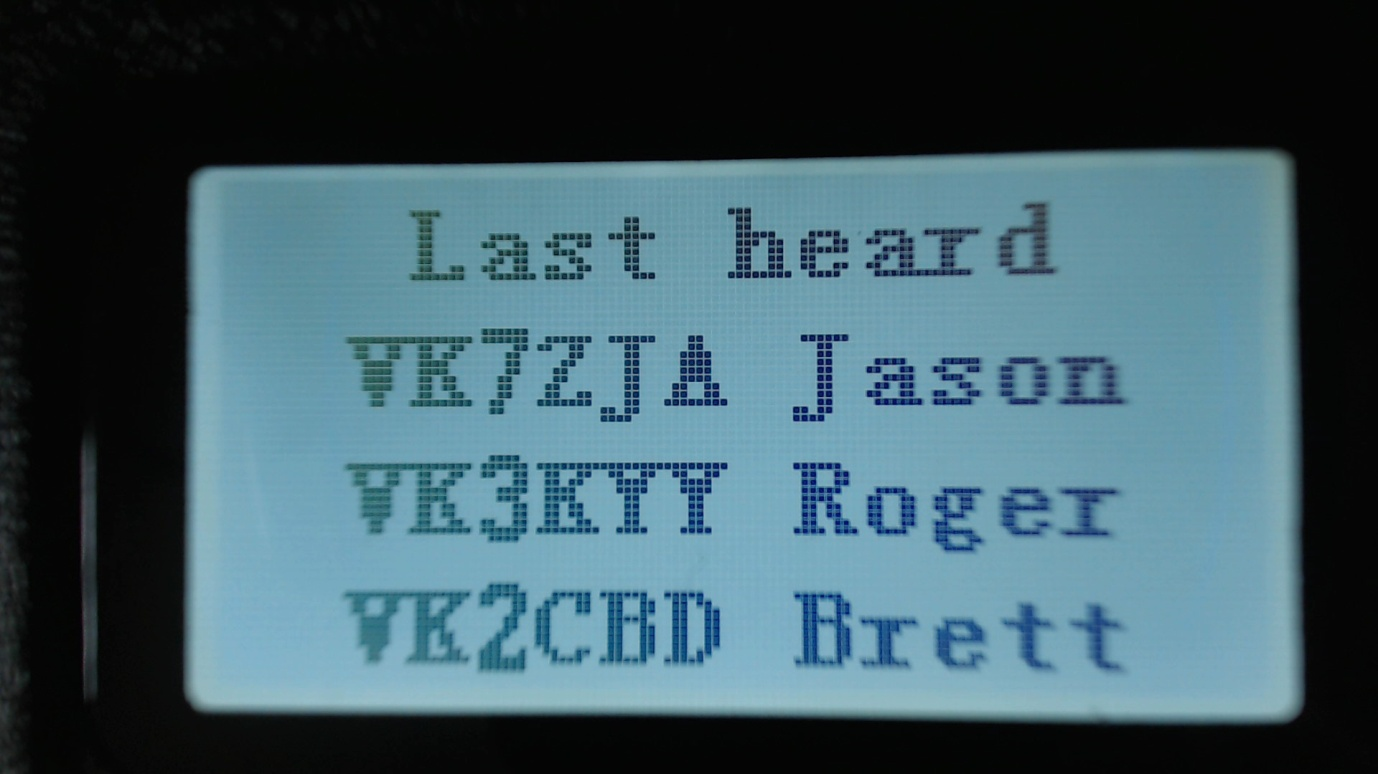 Last heard
VK7ZJA Jason
VK3KYY Roger
VK2CBD Brett